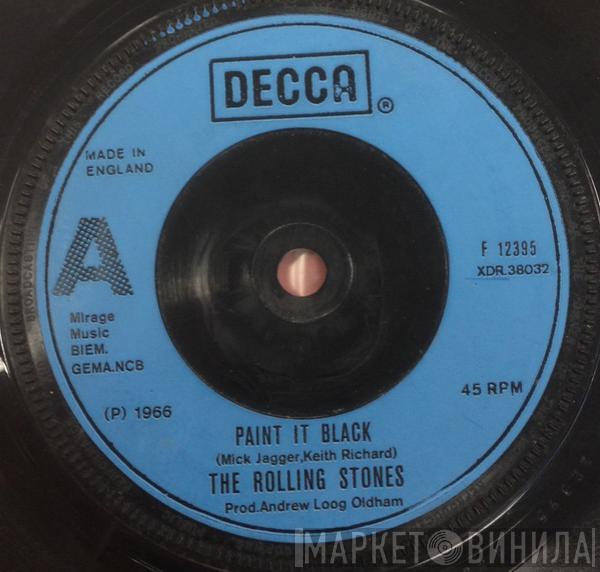 DECCA
®
MADE IN
ENGLAND
A
F 12395
XDR.38032
Mirage
Music
BIEM.
GEMA.NCB
45 RPM
(P) 1966
PAINT IT BLACK
(Mick Jagger,Keith Richard)
THE ROLLING STONES
Prod.Andrew Loog Oldham
МАРКЕТ ВИНИЛА